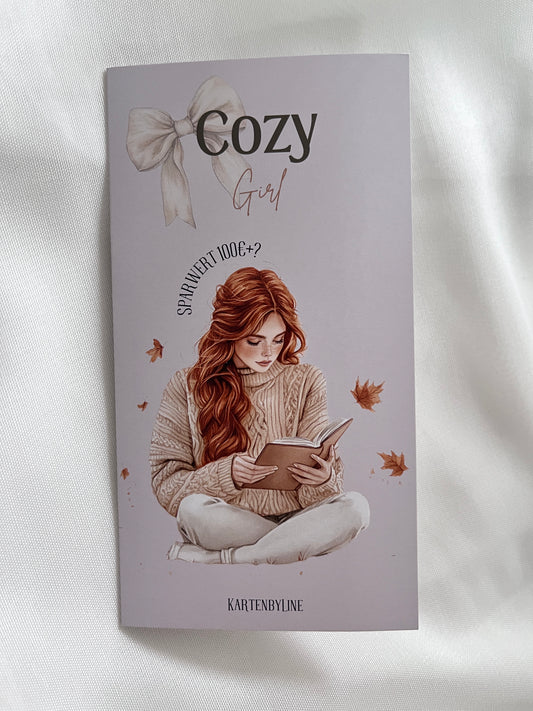 Cozy
Girl
SPARWERT 100€+?
KARTENBYLINE